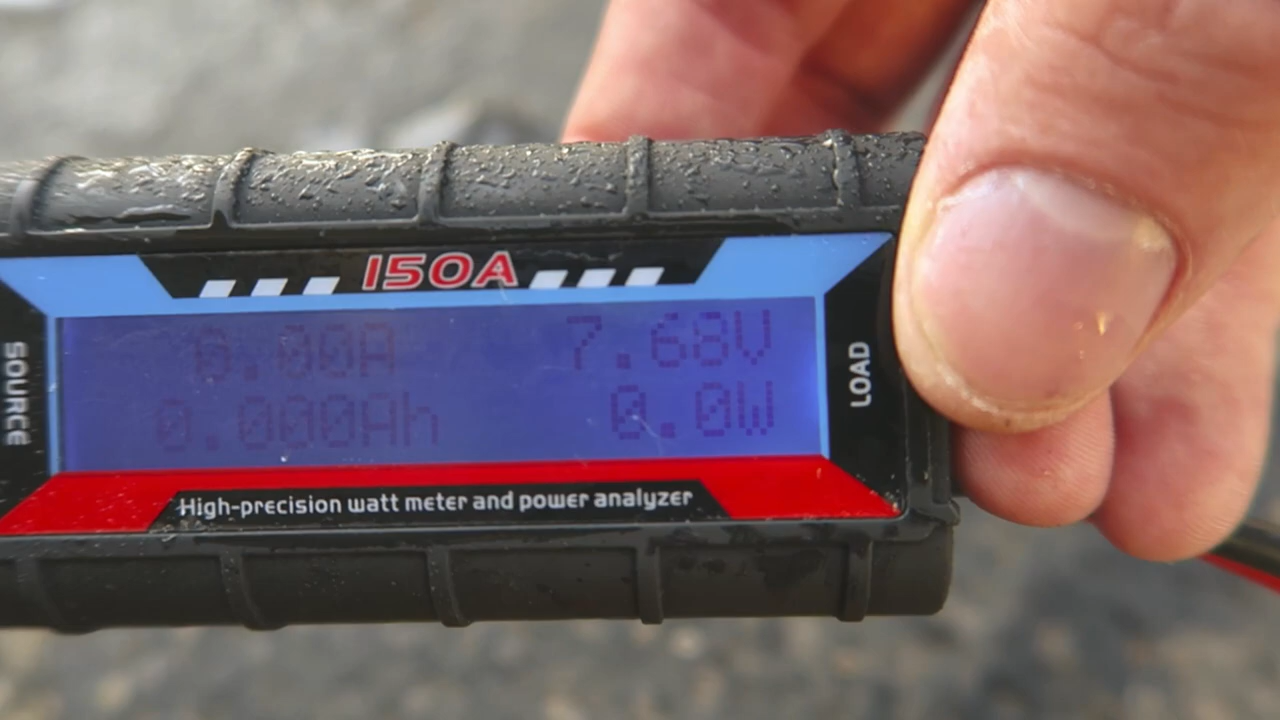 150A
0.00A 7.68V
0.000Ah 0.0W
SOURCE
LOAD
High-precision watt meter and power analyzer